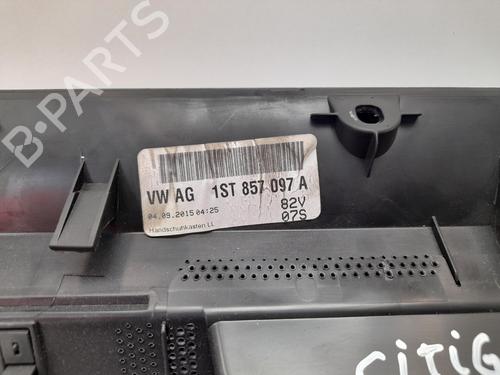 B-PARTS
VW AG 1ST 857 097 A
04.09.2015 04:25 82V
Handschuhkasten LL 07S
CITIG